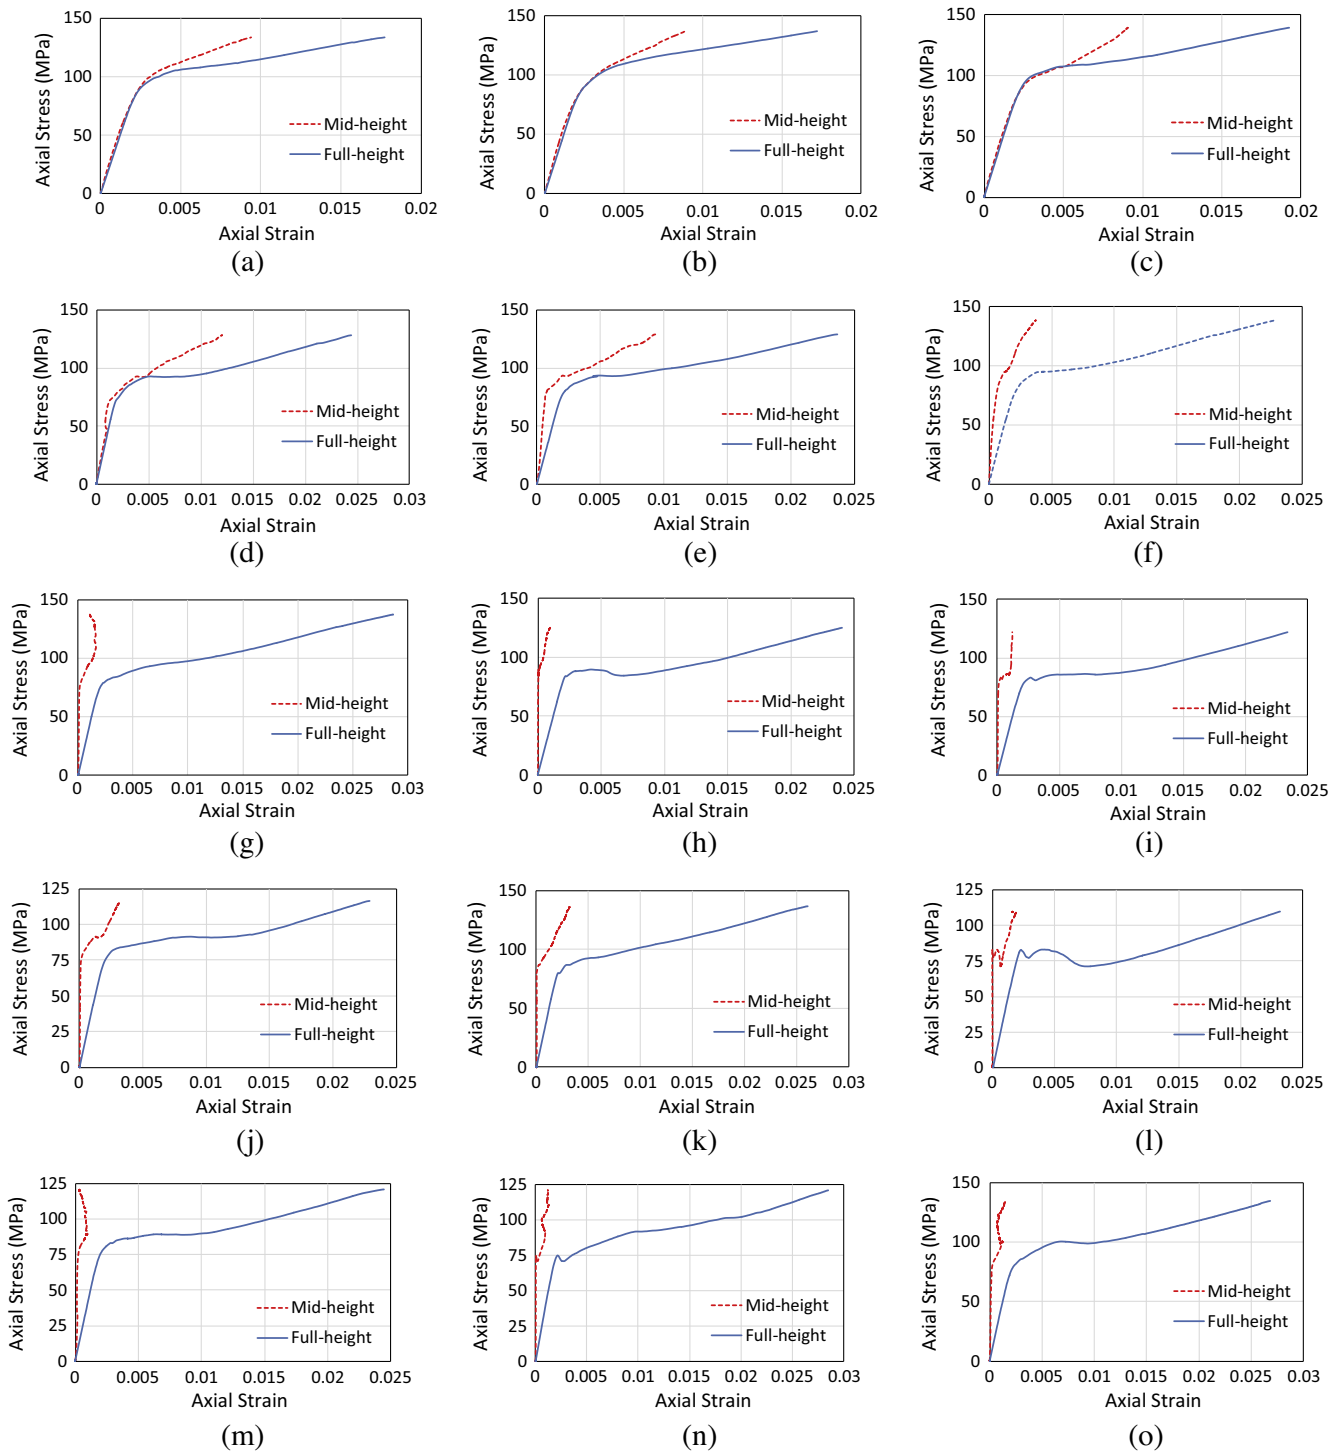 150
100
50
0
Axial Stress (MPa)
Mid-height
Full-height
0 0.005 0.01 0.015 0.02
Axial Strain
(a)
150
100
50
0
Axial Stress (MPa)
Mid-height
Full-height
0 0.005 0.01 0.015 0.02
Axial Strain
(b)
150
100
50
0
Axial Stress (MPa)
Mid-height
Full-height
0 0.005 0.01 0.015 0.02
Axial Strain
(c)
150
100
50
0
Axial Stress (MPa)
Mid-height
Full-height
0 0.005 0.01 0.015 0.02 0.025 0.03
Axial Strain
(d)
150
100
50
0
Axial Stress (MPa)
Mid-height
Full-height
0 0.005 0.01 0.015 0.02 0.025
Axial Strain
(e)
150
100
50
0
Axial Stress (MPa)
Mid-height
Full-height
0 0.005 0.01 0.015 0.02 0.025
Axial Strain
(f)
150
100
50
0
Axial Stress (MPa)
Mid-height
Full-height
0 0.005 0.01 0.015 0.02 0.025 0.03
Axial Strain
(g)
150
100
50
0
Axial Stress (MPa)
Mid-height
Full-height
0 0.005 0.01 0.015 0.02 0.025
Axial Strain
(h)
150
100
50
0
Axial Stress (MPa)
Mid-height
Full-height
0 0.005 0.01 0.015 0.02 0.025
Axial Strain
(i)
125
100
75
50
25
0
Axial Stress (MPa)
Mid-height
Full-height
0 0.005 0.01 0.015 0.02 0.025
Axial Strain
(j)
150
100
50
0
Axial Stress (MPa)
Mid-height
Full-height
0 0.005 0.01 0.015 0.02 0.025 0.03
Axial Strain
(k)
125
100
75
50
25
0
Axial Stress (MPa)
Mid-height
Full-height
0 0.005 0.01 0.015 0.02 0.025
Axial Strain
(l)
125
100
75
50
25
0
Axial Stress (MPa)
Mid-height
Full-height
0 0.005 0.01 0.015 0.02 0.025
Axial Strain
(m)
125
100
75
50
25
0
Axial Stress (MPa)
Mid-height
Full-height
0 0.005 0.01 0.015 0.02 0.025 0.03
Axial Strain
(n)
150
100
50
0
Axial Stress (MPa)
Mid-height
Full-height
0 0.005 0.01 0.015 0.02 0.025 0.03
Axial Strain
(o)